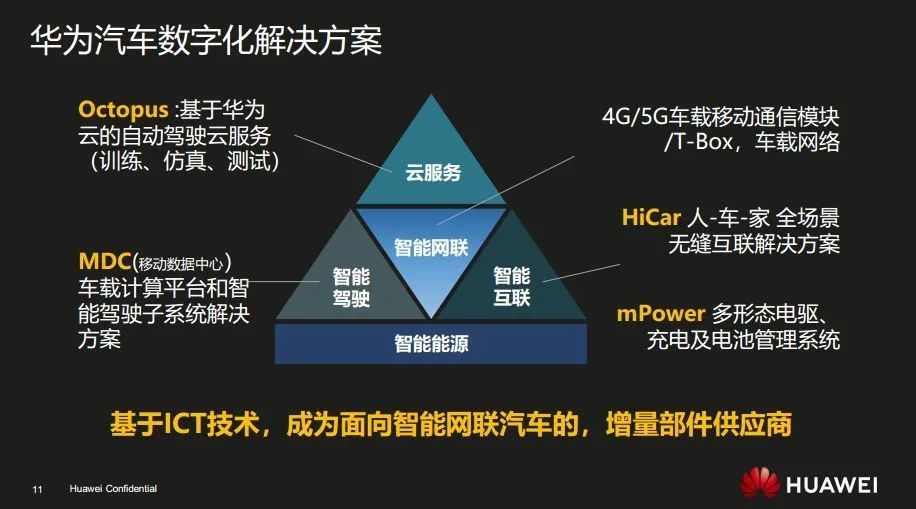 华为汽车数字化解决方案
Octopus :基于华为
云的自动驾驶云服务
（训练、仿真、测试）
4G/5G车载移动通信模块
/T-Box，车载网络
云服务
HiCar 人-车-家 全场景
无缝互联解决方案
智能网联
MDC(移动数据中心）
车载计算平台和智
能驾驶子系统解决
方案
智能
驾驶
智能
互联
mPower 多形态电驱、
充电及电池管理系统
智能能源
基于ICT技术，成为面向智能网联汽车的，增量部件供应商
11 Huawei Confidential
HUAWEI